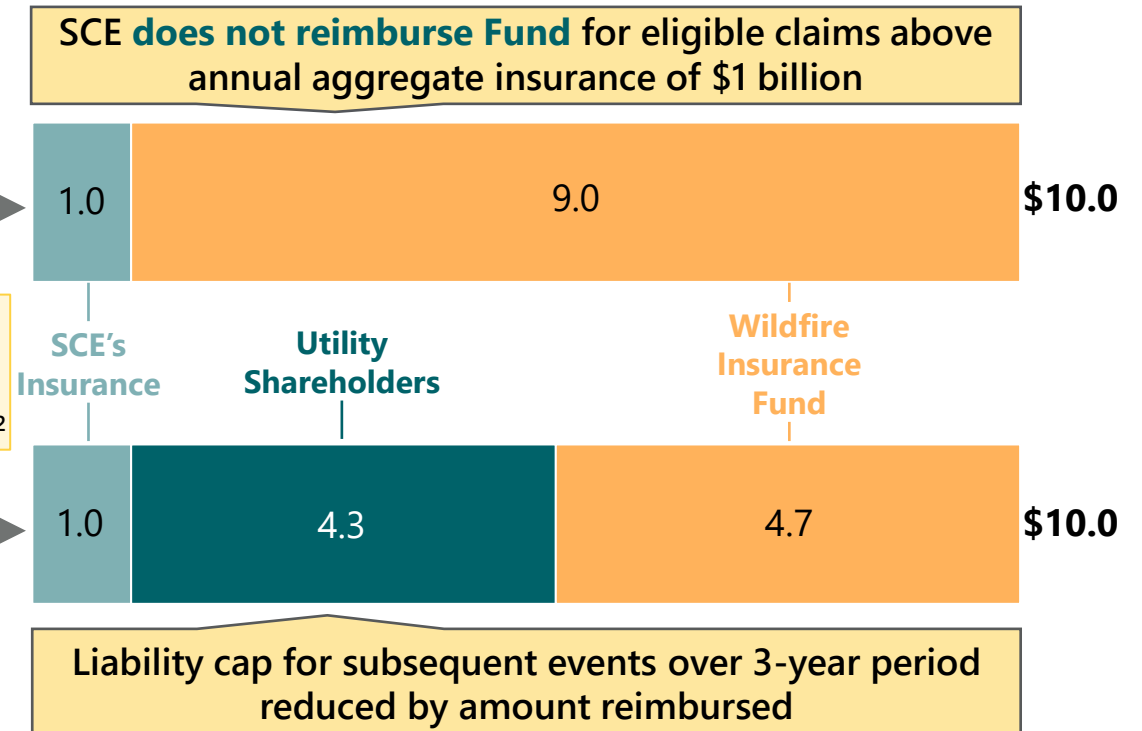 SCE does not reimburse Fund for eligible claims above
annual aggregate insurance of $1 billion
1.0
9.0
$10.0
SCE's
Insurance
Utility
Shareholders
Wildfire
Insurance
Fund
2
1.0
4.3
4.7
$10.0
Liability cap for subsequent events over 3-year period
reduced by amount reimbursed